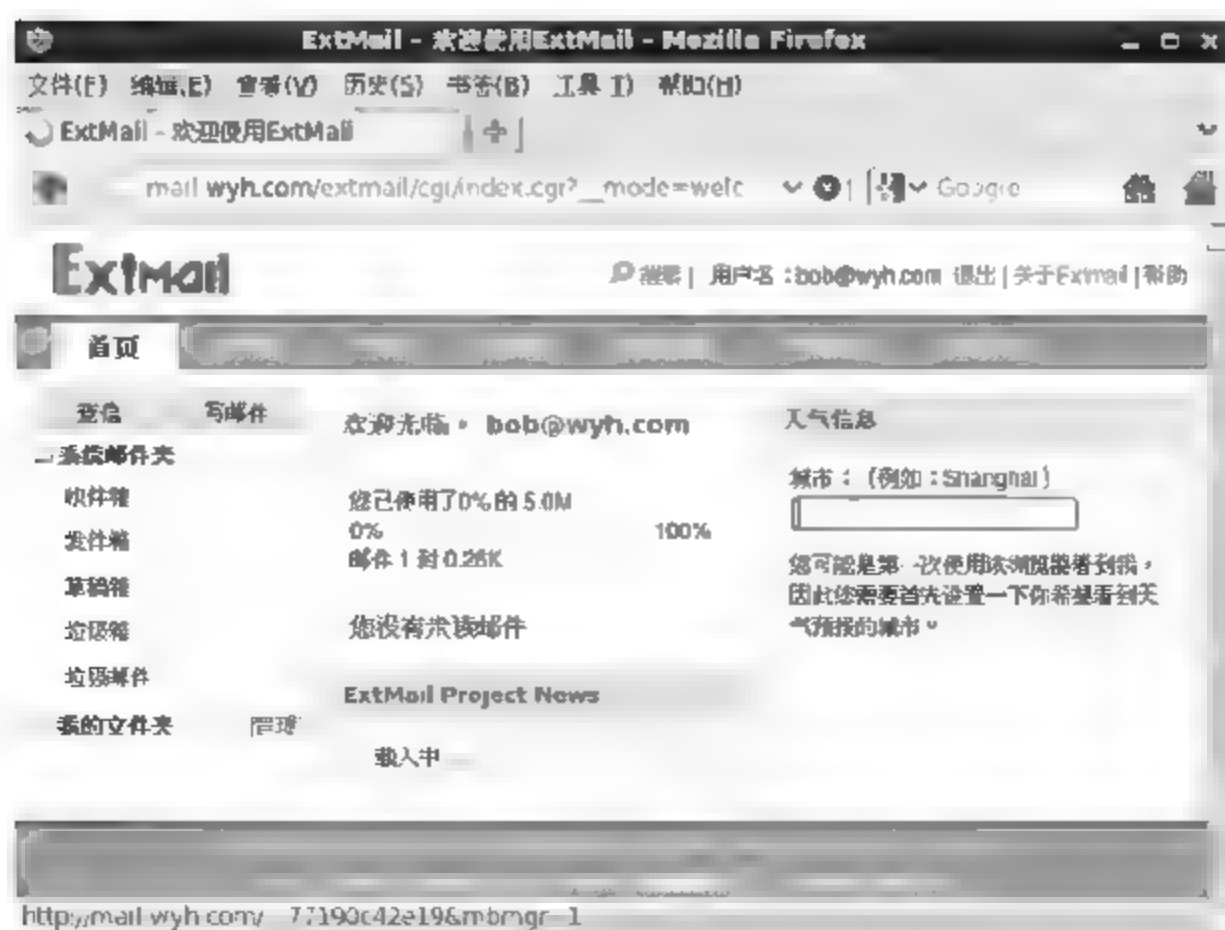 ExtMail - 欢迎使用ExtMail - Mozilla Firefox
文件(F) 编辑(E) 查看(V) 历史(S) 书签(B) 工具(T) 帮助(H)
ExtMail - 欢迎使用ExtMail
mail.wyh.com/extmail/cgi/index.cgi?__mode=welc Google
ExtMail
搜索 | 用户名：bob@wyh.com 退出 | 关于Extmail | 帮助
首页
查信 写邮件
系统邮件夹
收件箱
发件箱
草稿箱
垃圾箱
垃圾邮件
我的文件夹 管理
欢迎光临， bob@wyh.com
您已使用了0% 的 5.0M
0% 100%
邮件 1 封 0.26K
您没有未读邮件
ExtMail Project News
载入中
天气信息
城市：（例如：Shanghai）
您可能是第一次使用该浏览器看到我，
因此您需要首先设置一下你希望看到天
气预报的城市。
http://mail.wyh.com/ 77190c42e19&mbmgr=1